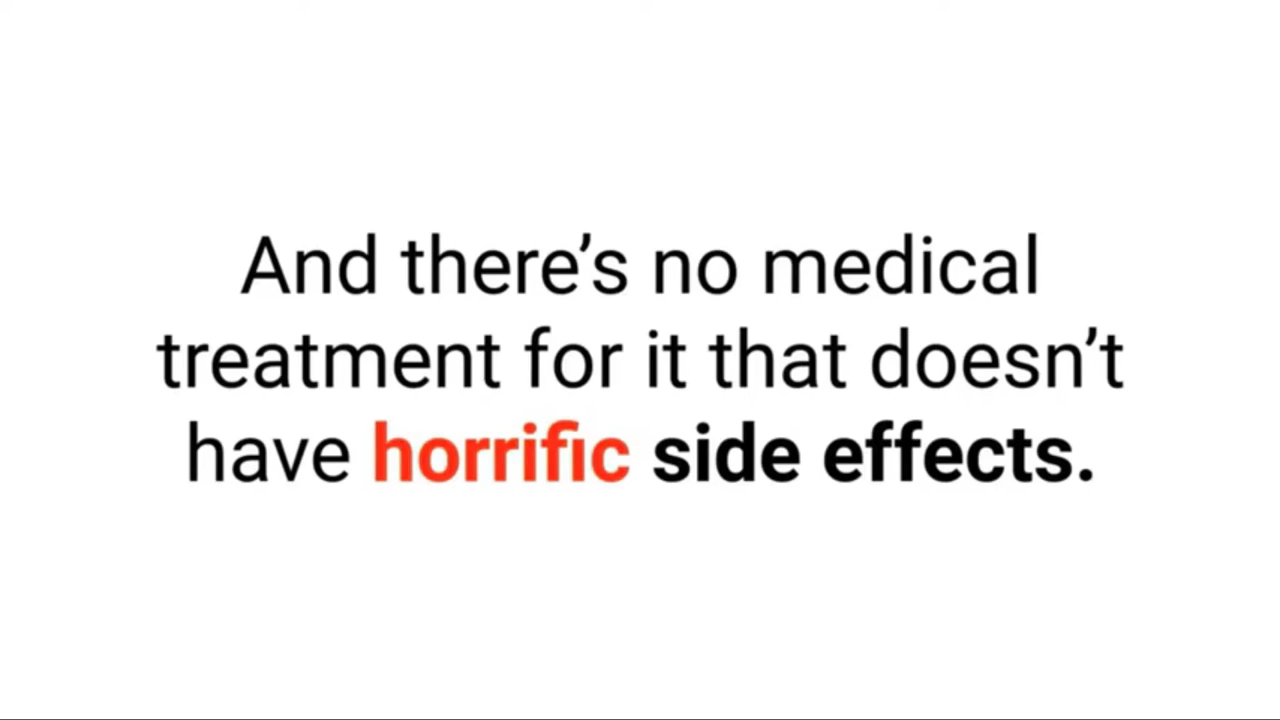 And there’s no medical
treatment for it that doesn’t
have horrific side effects.